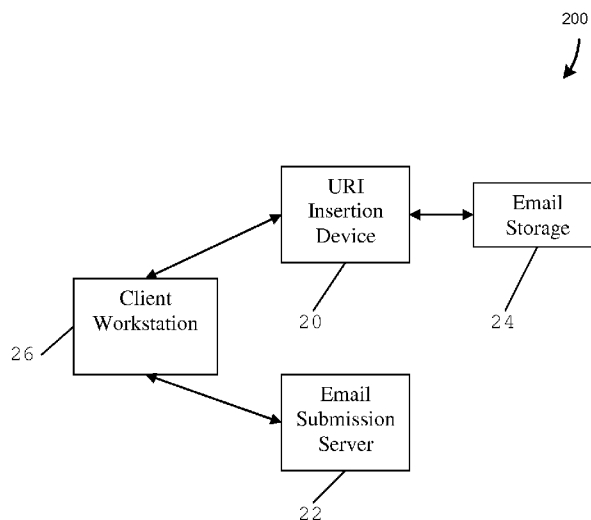 200
URI
Insertion
Device
Email
Storage
20
24
Client
Workstation
26
Email
Submission
Server
22